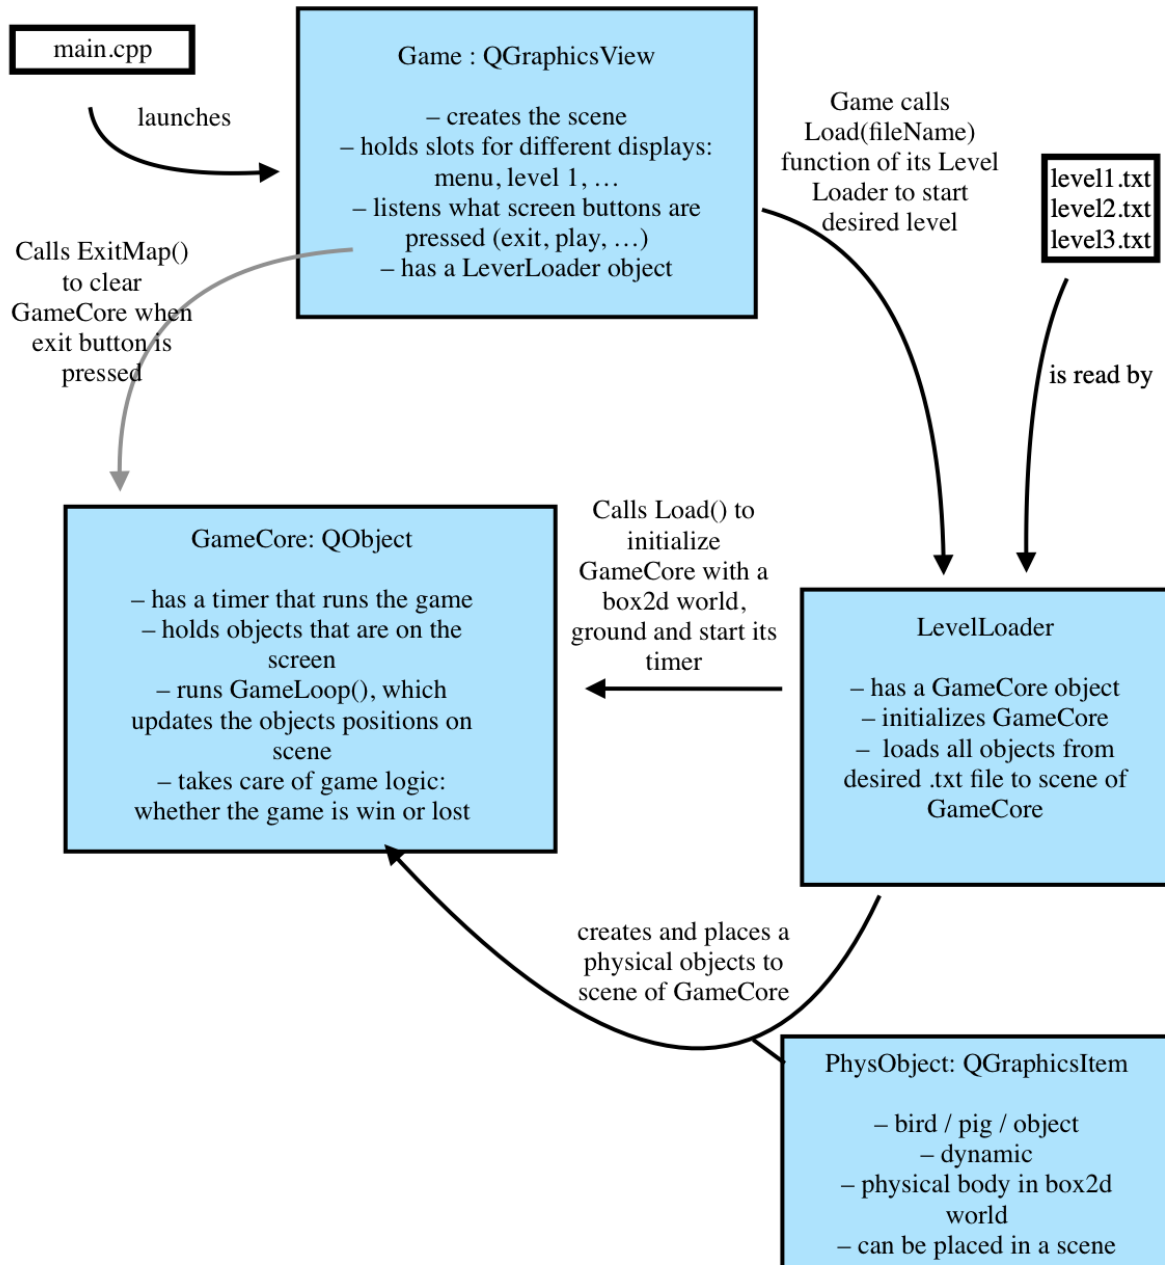 main.cpp
launches
Game : QGraphicsView
– creates the scene
– holds slots for different displays:
menu, level 1, …
– listens what screen buttons are
pressed (exit, play, …)
– has a LeverLoader object
Game calls
Load(fileName)
function of its Level
Loader to start
desired level
level1.txt
level2.txt
level3.txt
Calls ExitMap()
to clear
GameCore when
exit button is
pressed
is read by
GameCore: QObject
– has a timer that runs the game
– holds objects that are on the
screen
– runs GameLoop(), which
updates the objects positions on
scene
– takes care of game logic:
whether the game is win or lost
Calls Load() to
initialize
GameCore with a
box2d world,
ground and start its
timer
LevelLoader
– has a GameCore object
– initializes GameCore
– loads all objects from
desired .txt file to scene of
GameCore
creates and places a
physical objects to
scene of GameCore
PhysObject: QGraphicsItem
– bird / pig / object
– dynamic
– physical body in box2d
world
– can be placed in a scene